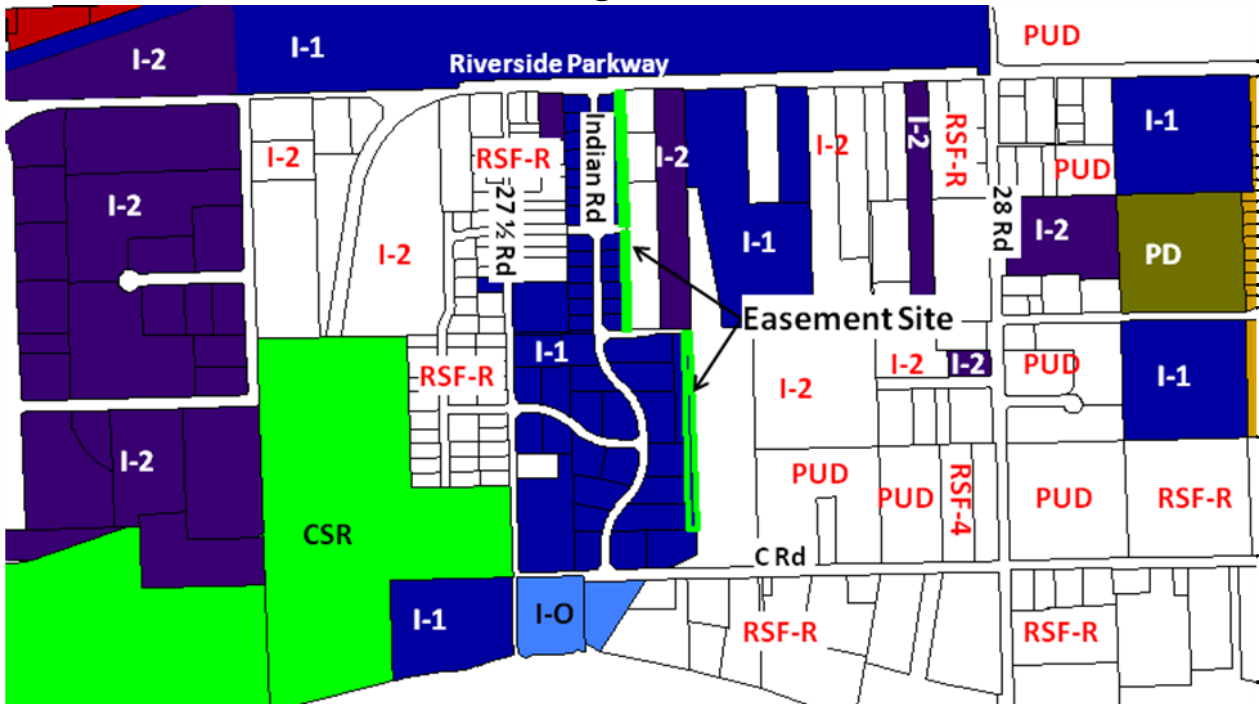 PUD
I-2
I-1
Riverside Parkway
I-1
I-2
Indian Rd
I-2
I-2
I-2
RSF-R
RSF-R
PUD
I-2
27 ½ Rd
28 Rd
I-2
I-1
I-2
PD
Easement Site
I-1
RSF-R
I-2
I-2
I-2
PUD
I-1
I-2
PUD
PUD
RSF-4
PUD
RSF-R
CSR
C Rd
I-1
I-O
RSF-R
RSF-R